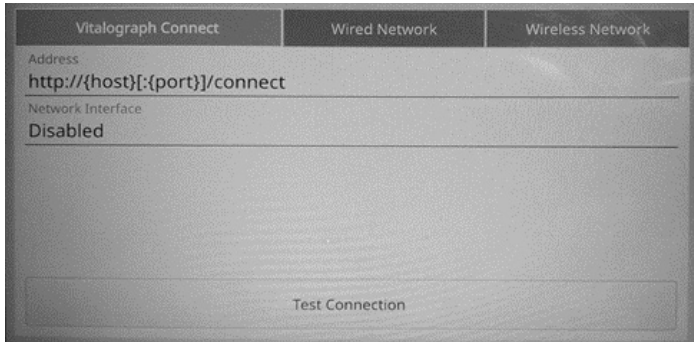 Vitalograph Connect Wired Network Wireless Network
Address
http://{host}[:{port}]/connect
Network Interface
Disabled
Test Connection